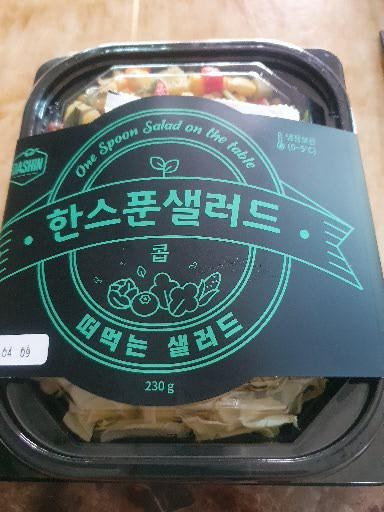 DASHIN
One Spoon Salad on the table
냉장보관
(0~5℃)
한스푼샐러드
콥
떠먹는 샐러드
04 09
230 g